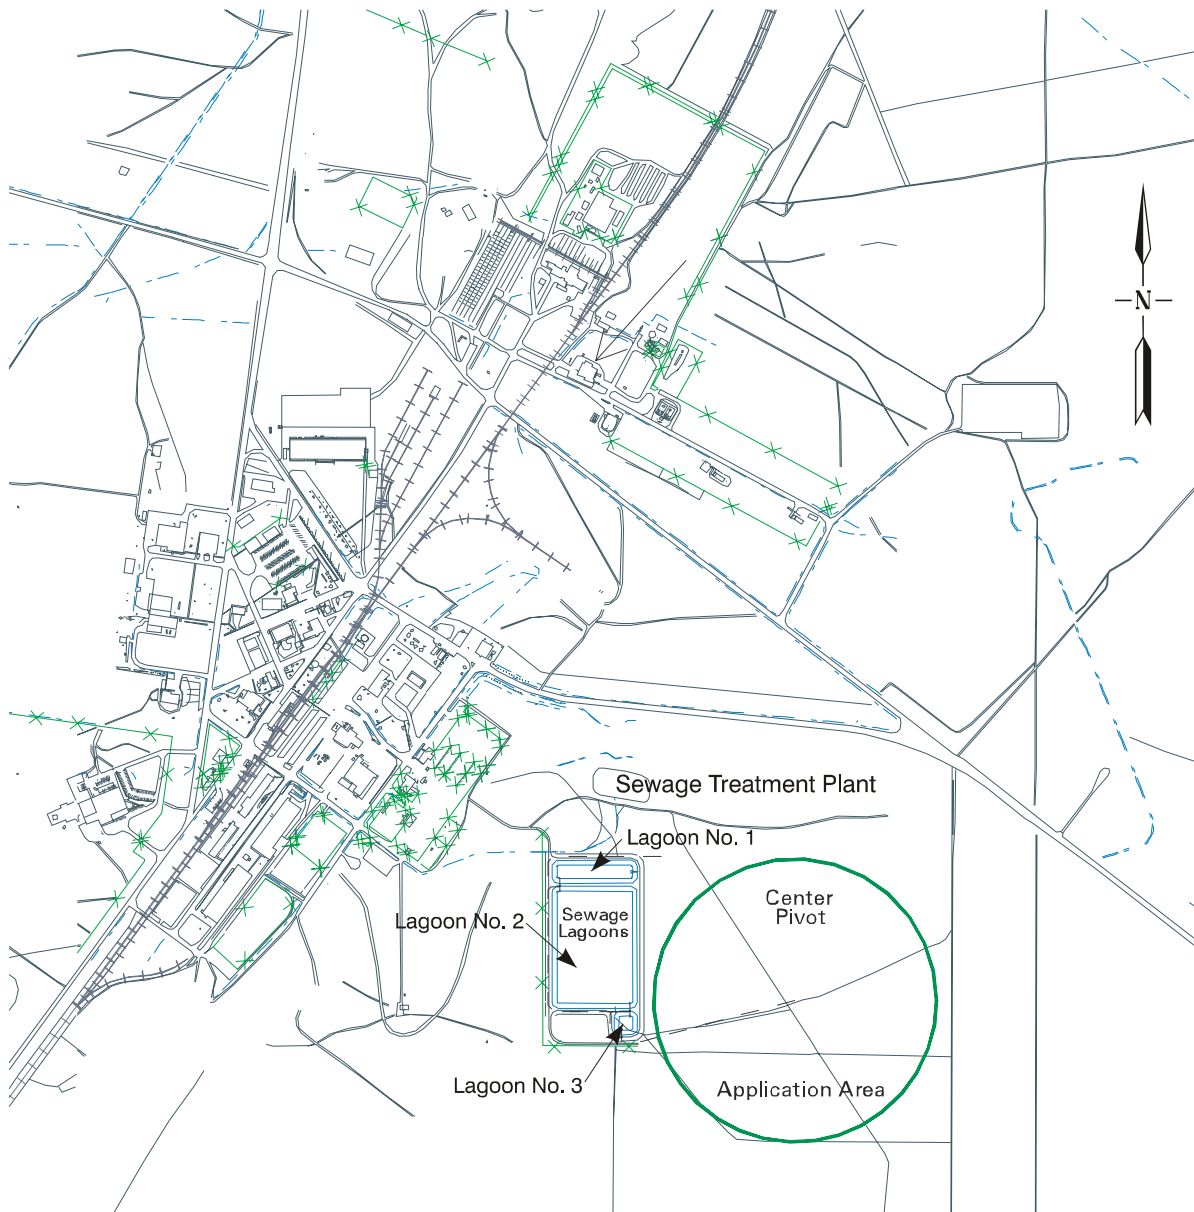 N
Sewage Treatment Plant
Lagoon No. 1
Center
Pivot
Lagoon No. 2
Sewage
Lagoons
Lagoon No. 3
Application Area